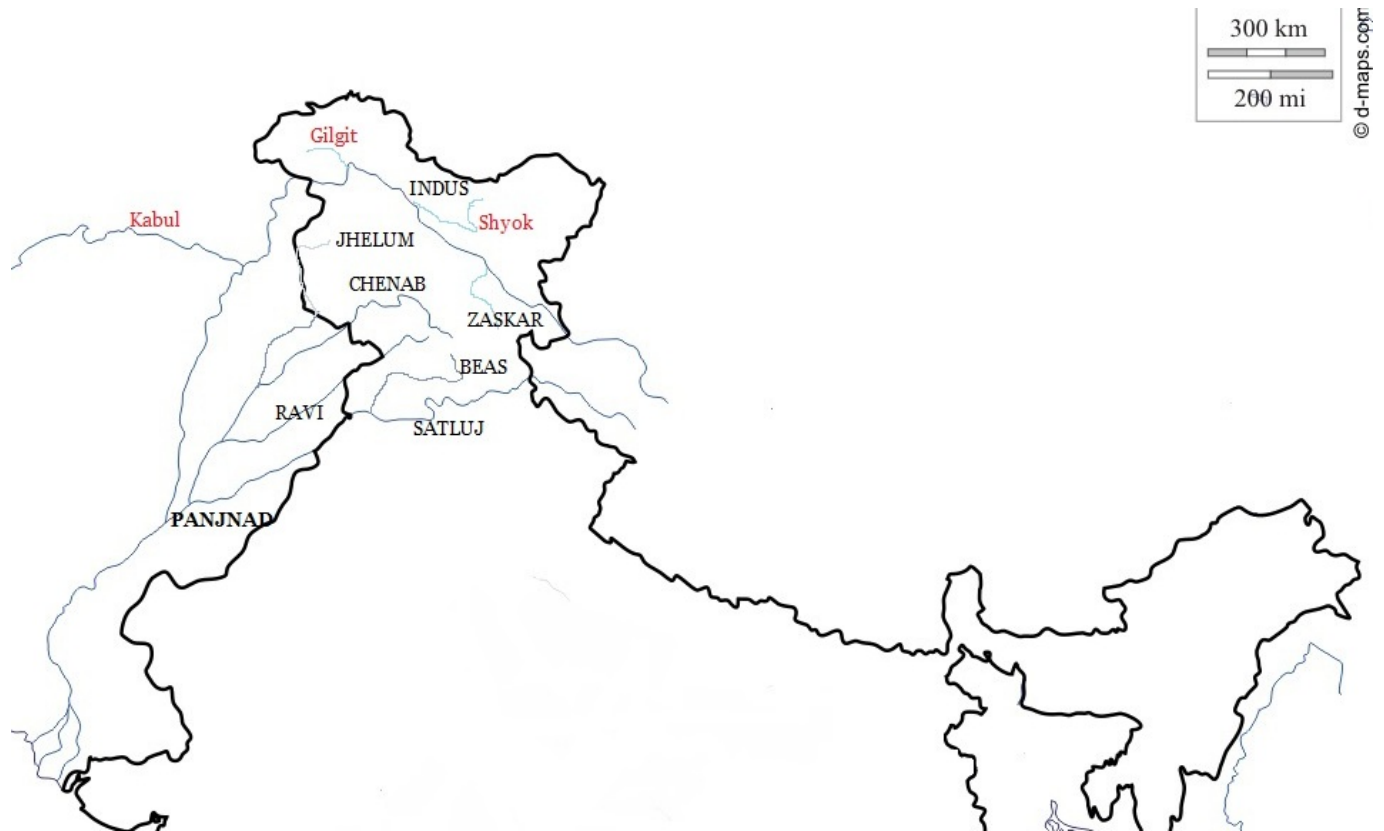 300 km
200 mi
© d-maps.com
Gilgit
INDUS
Kabul
Shyok
JHELUM
CHENAB
ZASKAR
BEAS
RAVI
SATLUJ
PANJNAD